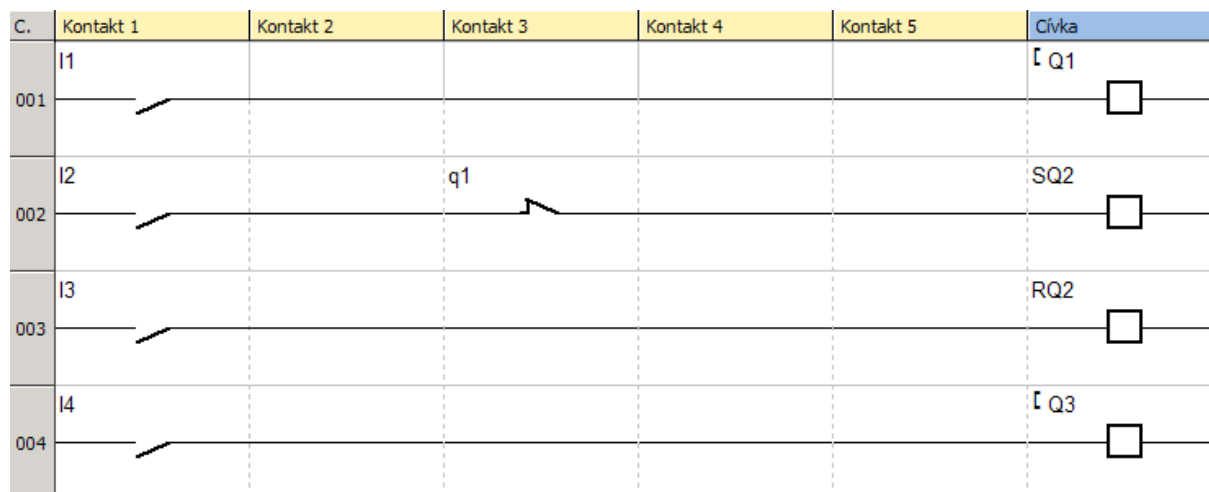 C. Kontakt 1 Kontakt 2 Kontakt 3 Kontakt 4 Kontakt 5 Cívka
I1 [ Q1
001
I2 q1 SQ2
002
I3 RQ2
003
I4 [ Q3
004